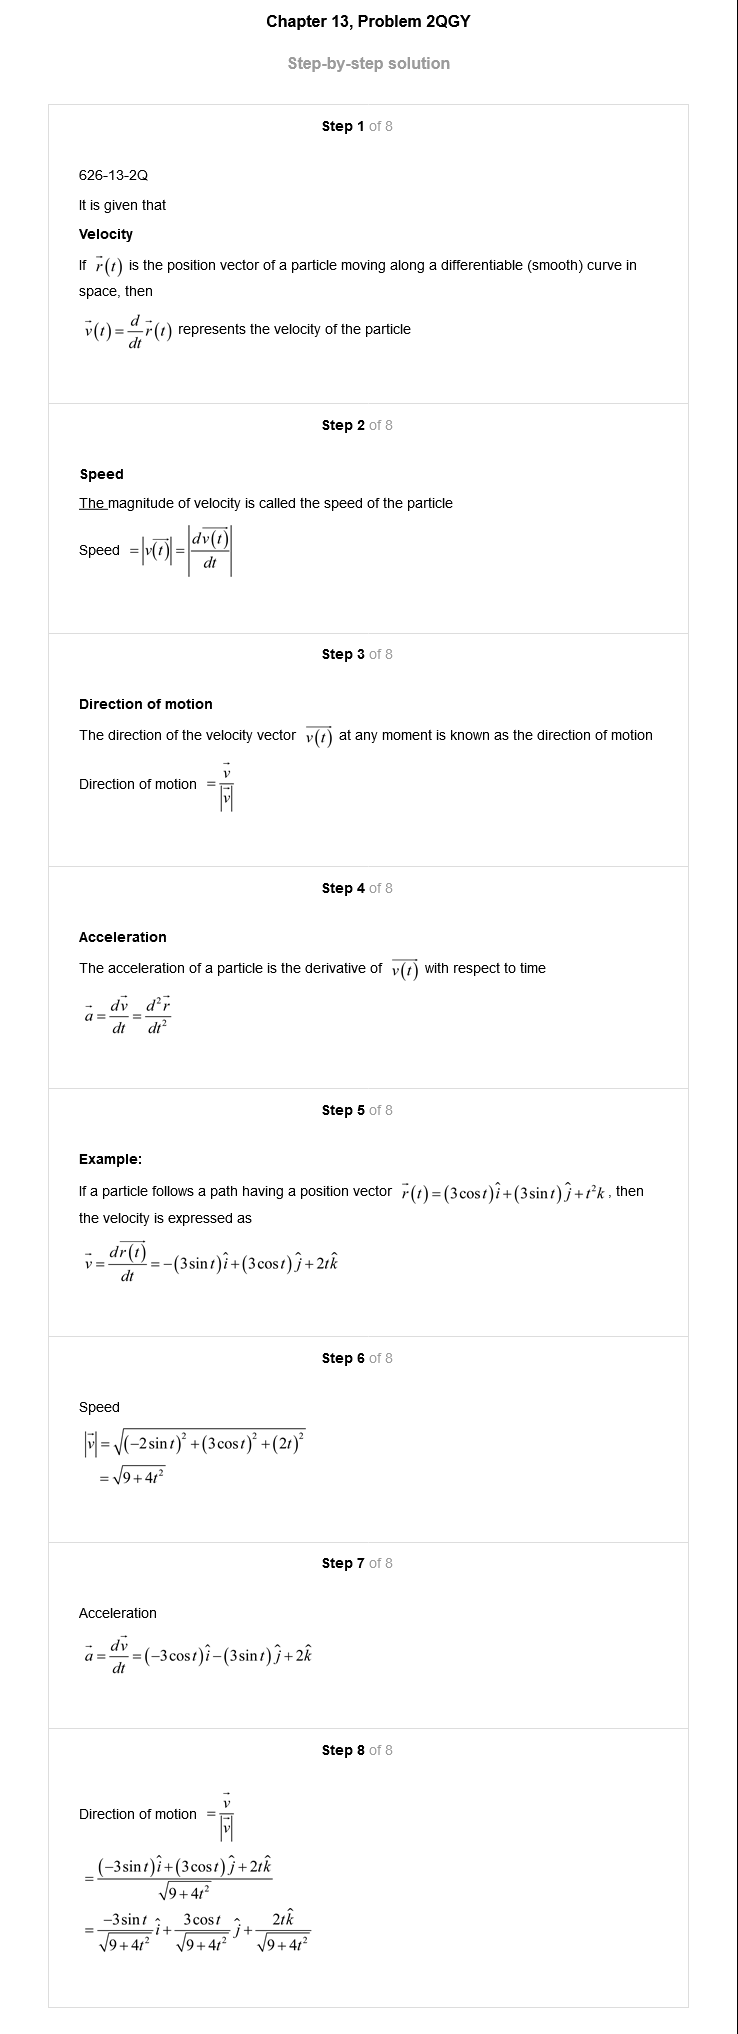 Chapter 13, Problem 2QGY
Step-by-step solution
Step 1 of 8
626-13-2Q
It is given that
Velocity
If $\vec{r}(t)$ is the position vector of a particle moving along a differentiable (smooth) curve in
space, then
$\vec{v}(t)=\frac{d}{dt}\vec{r}(t)$ represents the velocity of the particle
Step 2 of 8
Speed
The magnitude of velocity is called the speed of the particle
Speed $=\left|\overrightarrow{v(t)}\right|=\left|\frac{d\overrightarrow{v(t)}}{dt}\right|$
Step 3 of 8
Direction of motion
The direction of the velocity vector $\overrightarrow{v(t)}$ at any moment is known as the direction of motion
Direction of motion $=\frac{\vec{v}}{|\vec{v}|}$
Step 4 of 8
Acceleration
The acceleration of a particle is the derivative of $\overrightarrow{v(t)}$ with respect to time
$\vec{a}=\frac{d\vec{v}}{dt}=\frac{d^2\vec{r}}{dt^2}$
Step 5 of 8
Example:
If a particle follows a path having a position vector $\vec{r}(t)=(3\cos t)\hat{i}+(3\sin t)\hat{j}+t^2k$, then
the velocity is expressed as
$\vec{v}=\frac{d\overrightarrow{r(t)}}{dt}=-(3\sin t)\hat{i}+(3\cos t)\hat{j}+2t\hat{k}$
Step 6 of 8
Speed
$|\vec{v}|=\sqrt{(-2\sin t)^2+(3\cos t)^2+(2t)^2}$
$=\sqrt{9+4t^2}$
Step 7 of 8
Acceleration
$\vec{a}=\frac{d\vec{v}}{dt}=(-3\cos t)\hat{i}-(3\sin t)\hat{j}+2\hat{k}$
Step 8 of 8
Direction of motion $=\frac{\vec{v}}{|\vec{v}|}$
$=\frac{(-3\sin t)\hat{i}+(3\cos t)\hat{j}+2t\hat{k}}{\sqrt{9+4t^2}}$
$=\frac{-3\sin t}{\sqrt{9+4t^2}}\hat{i}+\frac{3\cos t}{\sqrt{9+4t^2}}\hat{j}+\frac{2t\hat{k}}{\sqrt{9+4t^2}}$